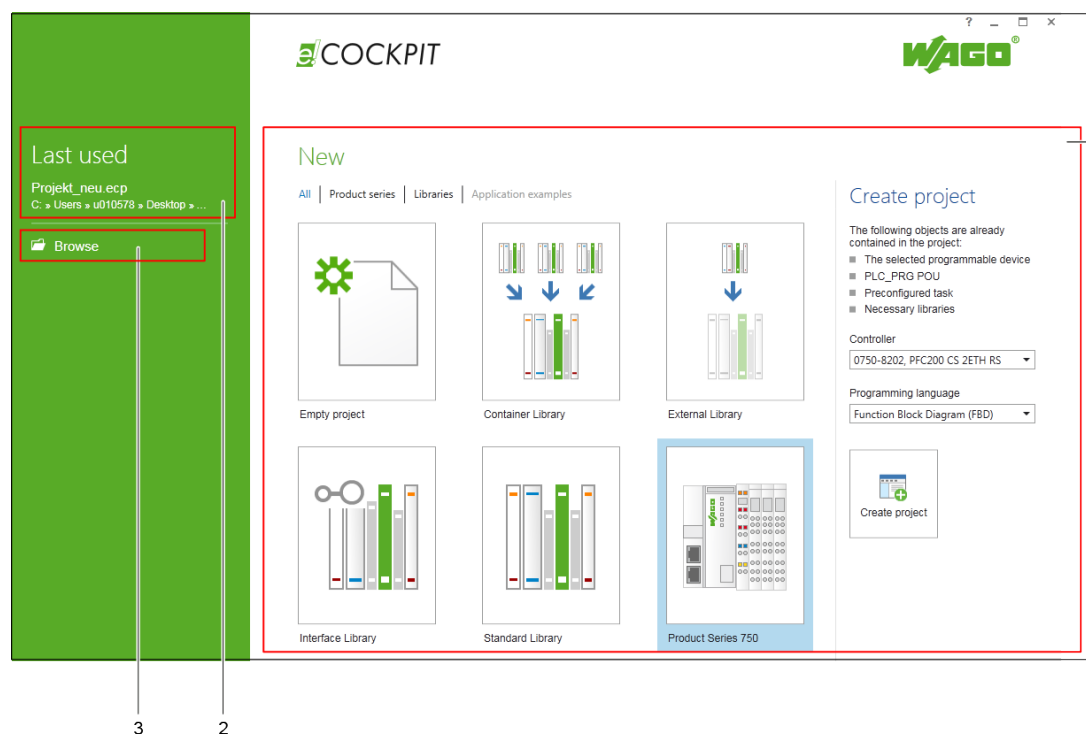 ? _ □ ×
e!COCKPIT
WAGO®
Last used
Projekt_neu.ecp
C: » Users » u010578 » Desktop » ...
Browse
New
All | Product series | Libraries | Application examples
Empty project
Container Library
External Library
Interface Library
Standard Library
WAGO
Product Series 750
Create project
The following objects are already
contained in the project:
The selected programmable device
PLC_PRG POU
Preconfigured task
Necessary libraries
Controller
0750-8202, PFC200 CS 2ETH RS
Programming language
Function Block Diagram (FBD)
Create project
3
2